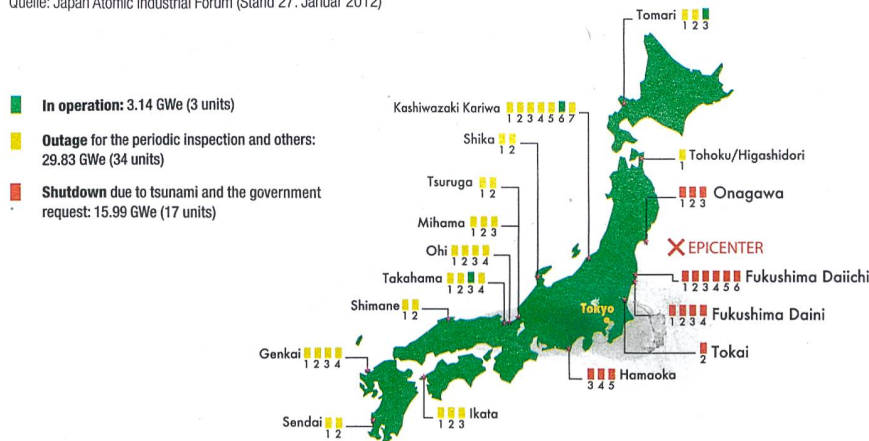 Quelle: Japan Atomic Industrial Forum (Stand 27. Januar 2012)
In operation: 3.14 GWe (3 units)
Outage for the periodic inspection and others:
29.83 GWe (34 units)
Shutdown due to tsunami and the government
request: 15.99 GWe (17 units)
Tomari
1 2 3
Kashiwazaki Kariwa
1 2 3 4 5 6 7
Shika
1 2
Tohoku/Higashidori
1
Tsuruga
1 2
Onagawa
1 2 3
Mihama
1 2 3
EPICENTER
Ohi
1 2 3 4
Takahama
1 2 3 4
Fukushima Daiichi
1 2 3 4 5 6
Shimane
1 2
Tokyo
Fukushima Daini
1 2 3 4
Genkai
1 2 3 4
Tokai
2
Hamaoka
3 4 5
Ikata
1 2 3
Sendai
1 2